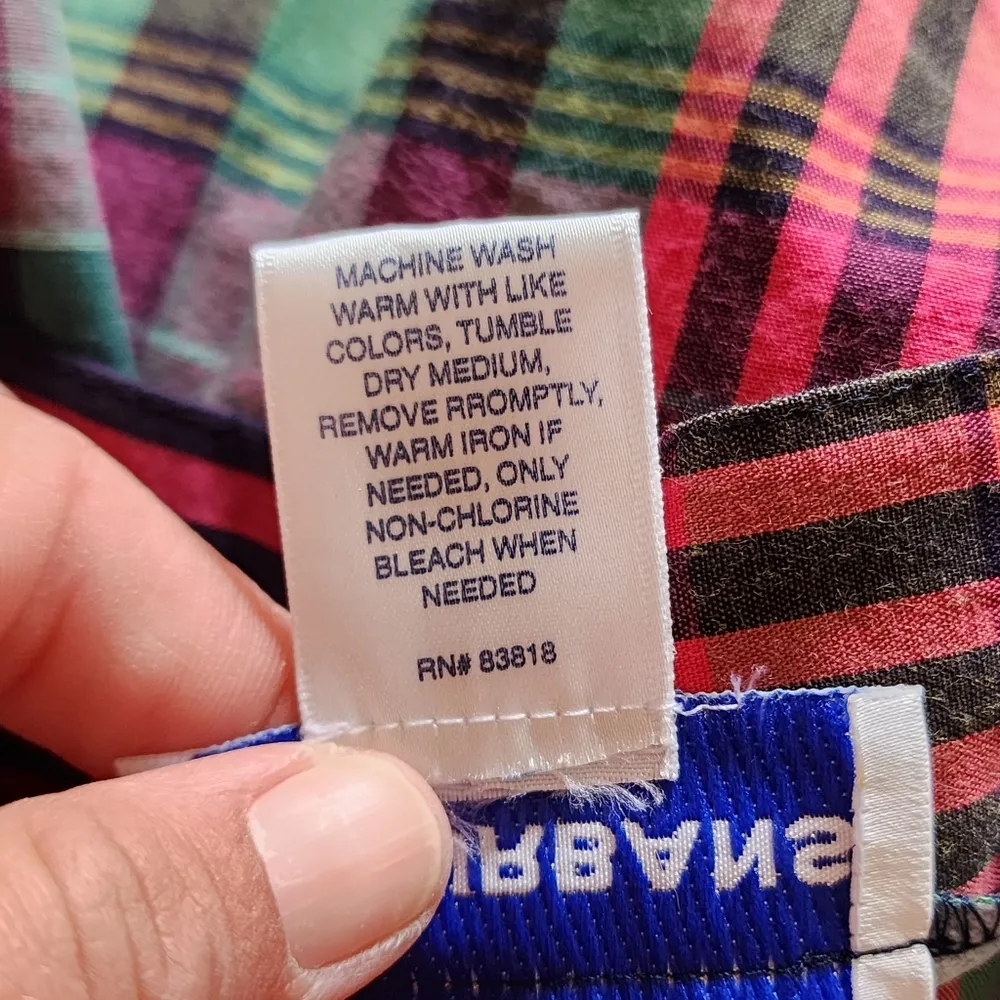 MACHINE WASH
WARM WITH LIKE
COLORS, TUMBLE
DRY MEDIUM,
REMOVE RROMPTLY,
WARM IRON IF
NEEDED, ONLY
NON-CHLORINE
BLEACH WHEN
NEEDED
RN# 83818
URBANS